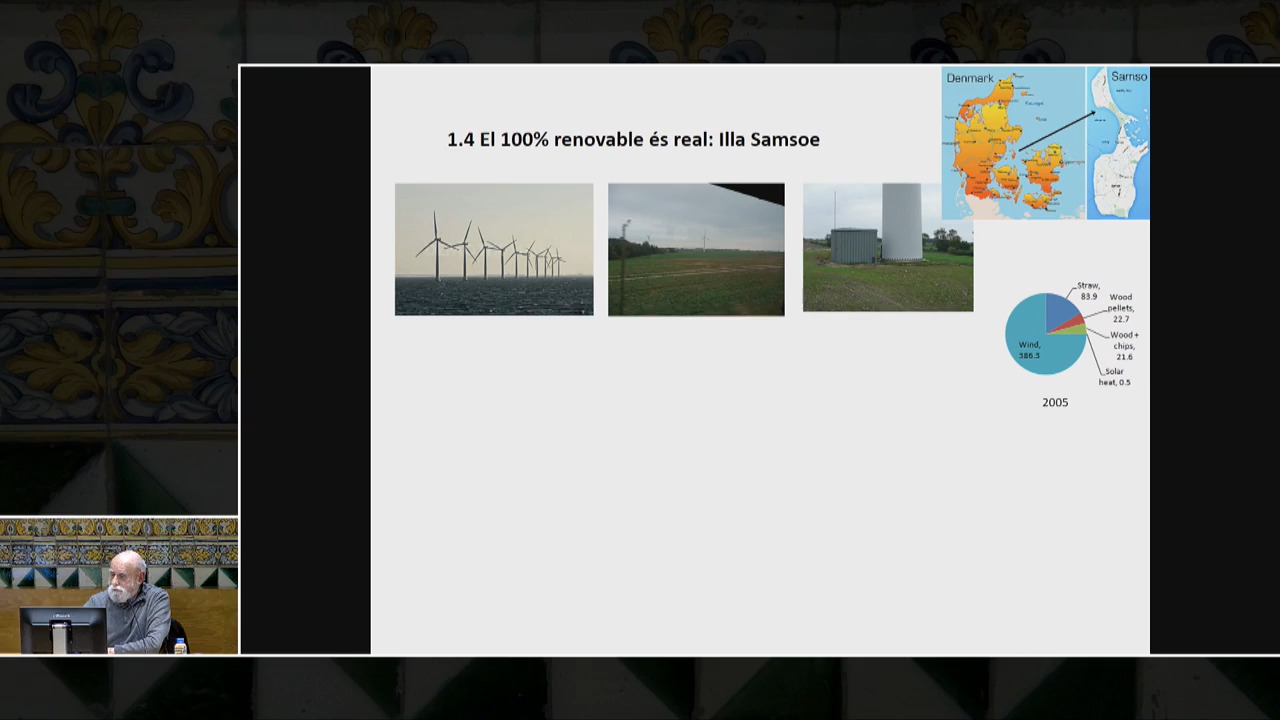 Denmark
Samso
1.4 El 100% renovable és real: Illa Samsoe
Straw,
83.9
Wood
pellets,
22.7
Wood +
chips,
21.6
Wind,
386.3
Solar
heat, 0.5
2005